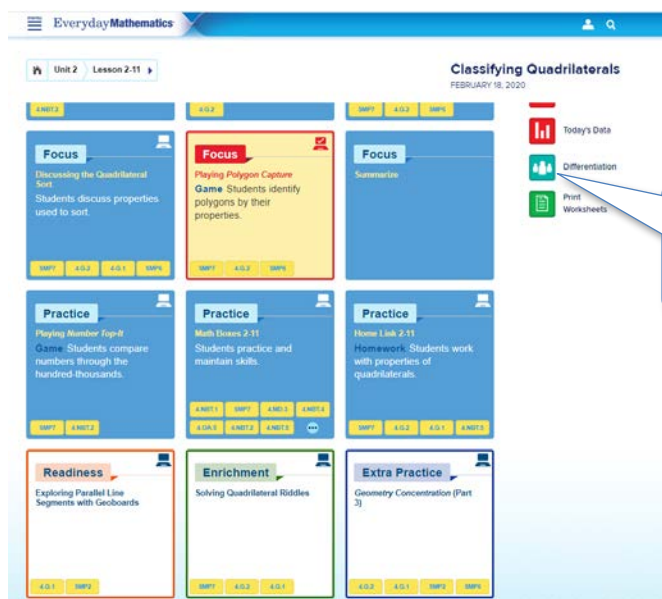 MENU
EverydayMathematics
Unit 2 Lesson 2-11
Classifying Quadrilaterals
FEBRUARY 18, 2020
4.NBT.2
4.G.2
SMP7 4.G.2 SMP6
Today's Data
Differentiation
Print
Worksheets
Focus
Discussing the Quadrilateral
Sort
Students discuss properties
used to sort.
SMP7 4.G.2 4.G.1 SMP6
Focus
Playing Polygon Capture
Game Students identify
polygons by their
properties.
SMP7 4.G.2 SMP6
Focus
Summarize
Practice
Playing Number Top-It
Game Students compare
numbers through the
hundred-thousands.
SMP7 4.NBT.2
Practice
Math Boxes 2-11
Students practice and
maintain skills.
4.NBT.1 SMP7 4.MD.3 4.NBT.4
4.OA.5 4.NBT.2 4.NBT.5
Practice
Home Link 2-11
Homework Students work
with properties of
quadrilaterals.
SMP7 4.G.2 4.G.1 4.NBT.5
Readiness
Exploring Parallel Line
Segments with Geoboards
4.G.1 SMP2
Enrichment
Solving Quadrilateral Riddles
SMP7 4.G.2 4.G.1
Extra Practice
Geometry Concentration (Part
3)
4.G.2 4.G.1 SMP2 SMP6